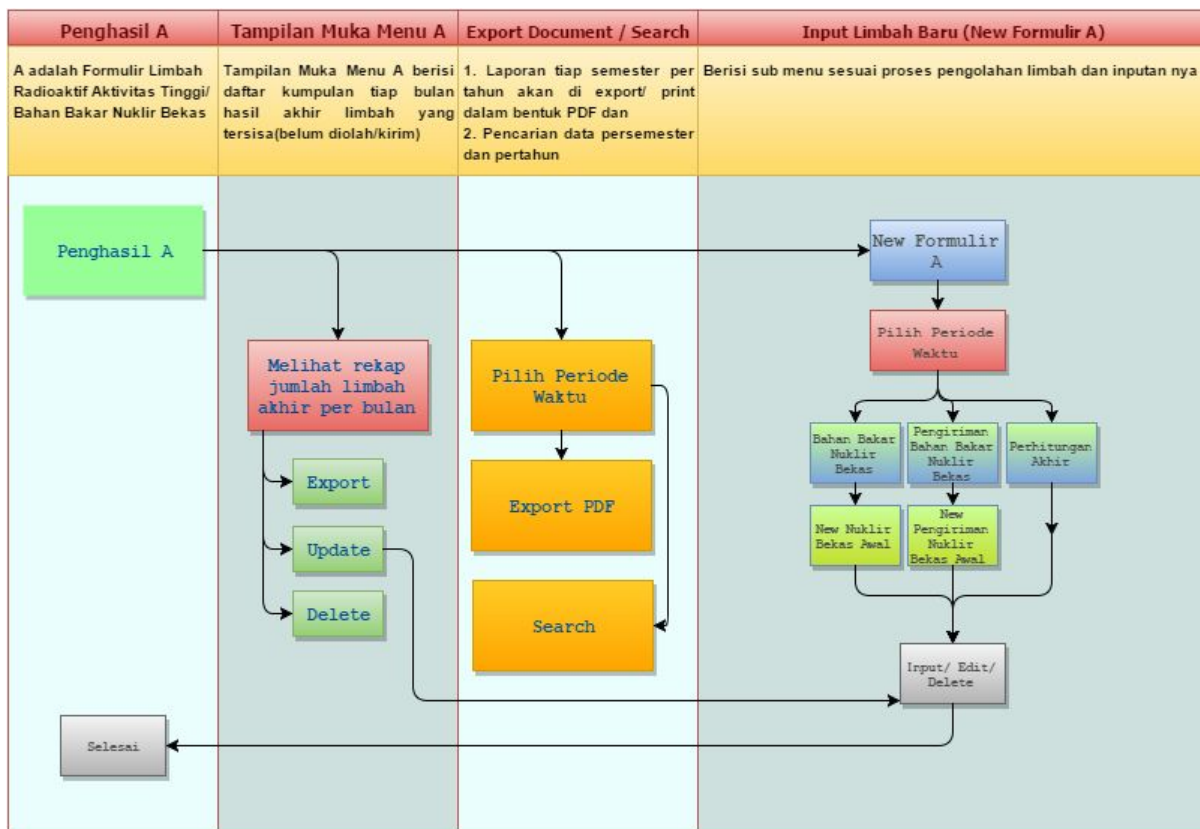 Penghasil A
Tampilan Muka Menu A
Export Document / Search
Input Limbah Baru (New Formulir A)
A adalah Formulir Limbah
Radioaktif Aktivitas Tinggi/
Bahan Bakar Nuklir Bekas
Tampilan Muka Menu A berisi
daftar kumpulan tiap bulan
hasil akhir limbah yang
tersisa(belum diolah/kirim)
1. Laporan tiap semester per
tahun akan di export/ print
dalam bentuk PDF dan
2. Pencarian data persemester
dan pertahun
Berisi sub menu sesuai proses pengolahan limbah dan inputan nya
Penghasil A
New Formulir
A
Pilih Periode
Waktu
Melihat rekap
jumlah limbah
akhir per bulan
Pilih Periode
Waktu
Bahan Bakar
Nuklir
Bekas
Pengiriman
Bahan Bakar
Nuklir
Bekas
Perhitungan
Akhir
Export
Export PDF
New Nuklir
Bekas Awal
New
Pengiriman
Nuklir
Bekas Awal
Update
Delete
Search
Input/ Edit/
Delete
Selesai